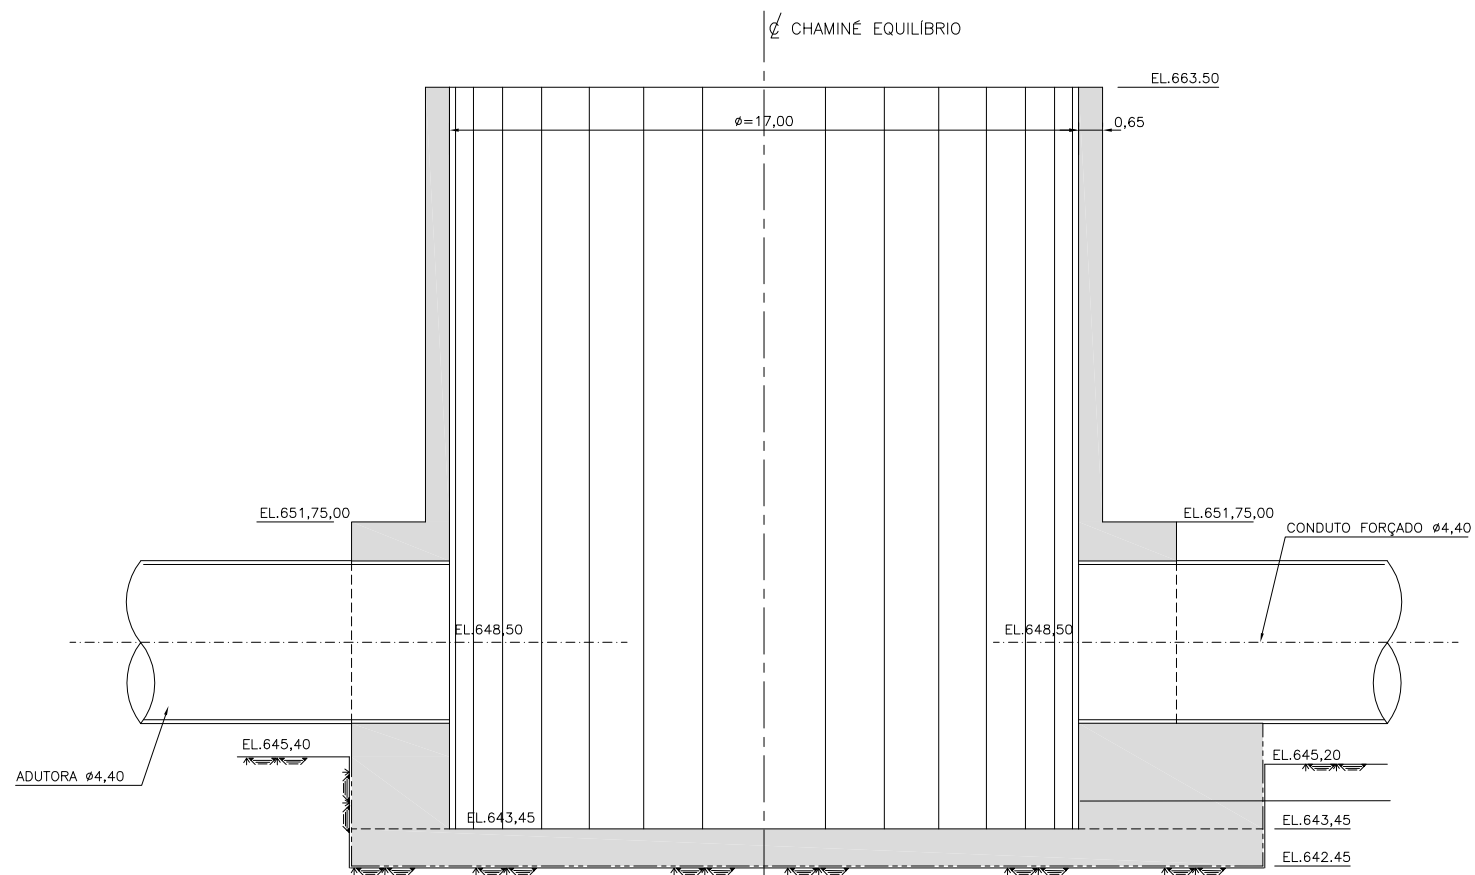 CHAMINÉ EQUILÍBRIO
EL.663.50
ø=17,00
0,65
EL.651,75,00
EL.651,75,00
CONDUTO FORÇADO ø4,40
EL.648,50
EL.648,50
EL.645,40
EL.645,20
ADUTORA ø4,40
EL.643,45
EL.643,45
EL.642.45